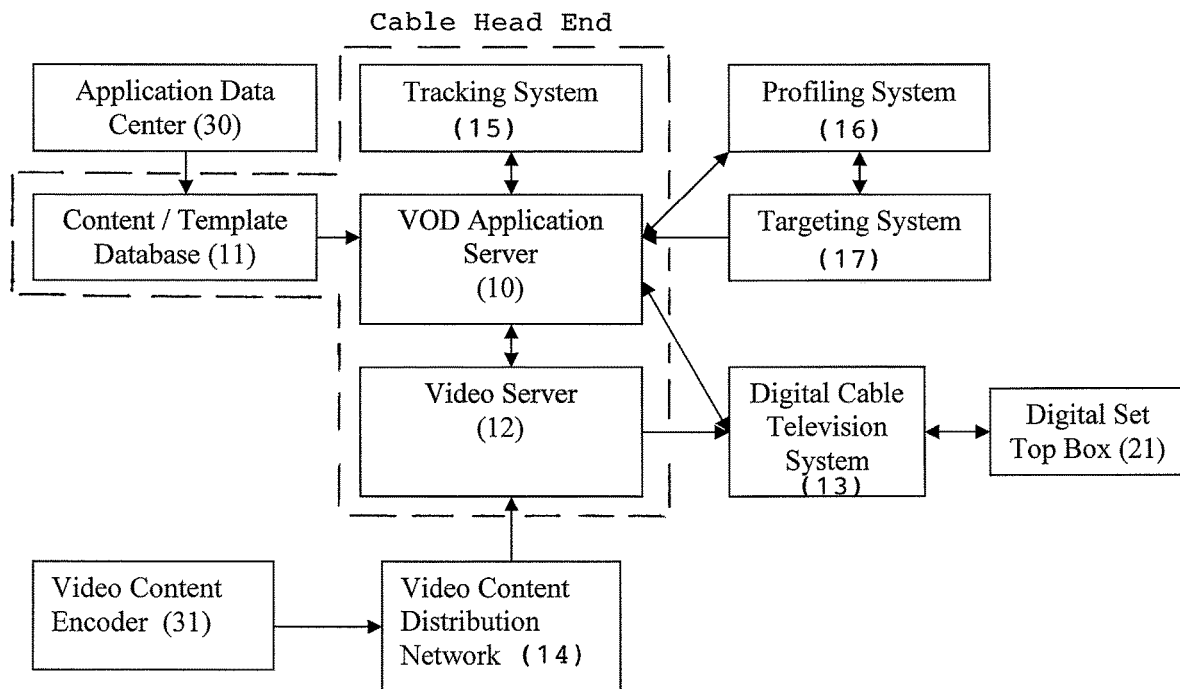 Cable Head End
Application Data
Center (30)
Tracking System
(15)
Profiling System
(16)
Content / Template
Database (11)
VOD Application
Server
(10)
Targeting System
(17)
Video Server
(12)
Digital Cable
Television
System
(13)
Digital Set
Top Box (21)
Video Content
Encoder (31)
Video Content
Distribution
Network (14)